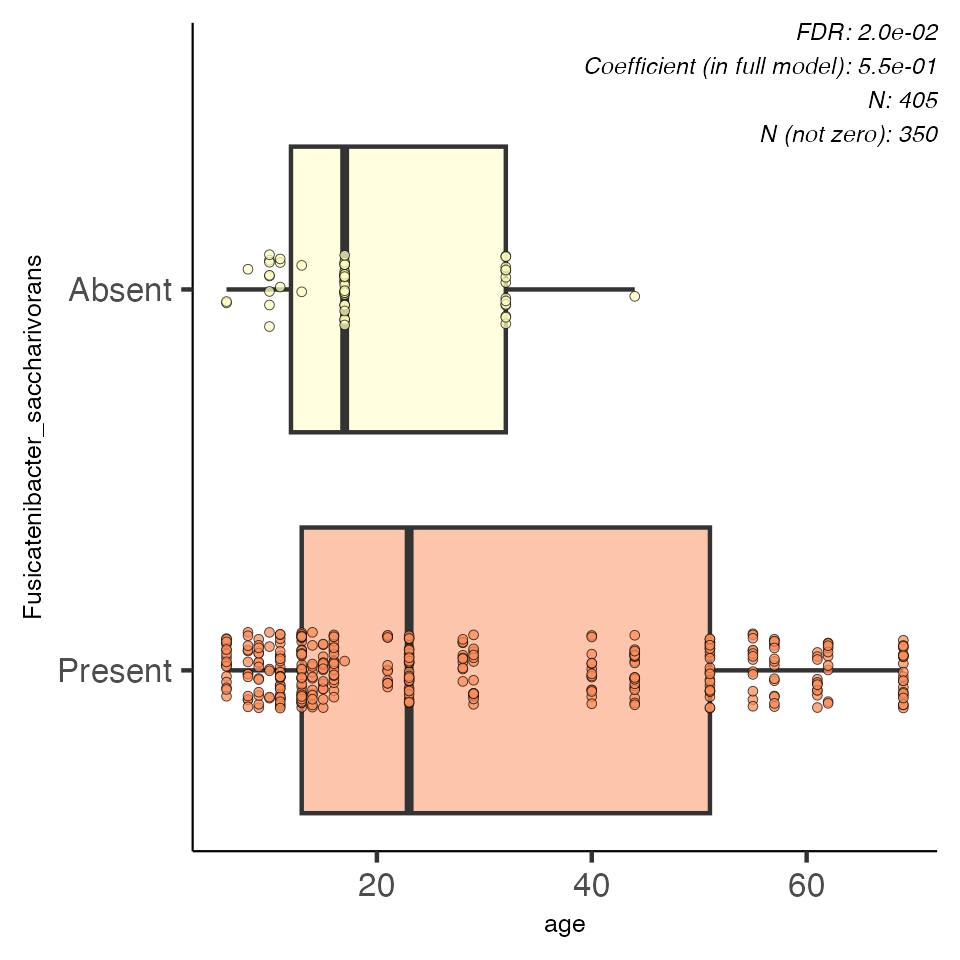 FDR: 2.0e-02
Coefficient (in full model): 5.5e-01
N: 405
N (not zero): 350
Fusicatenibacter_saccharivorans
Absent
Present
20
40
60
age